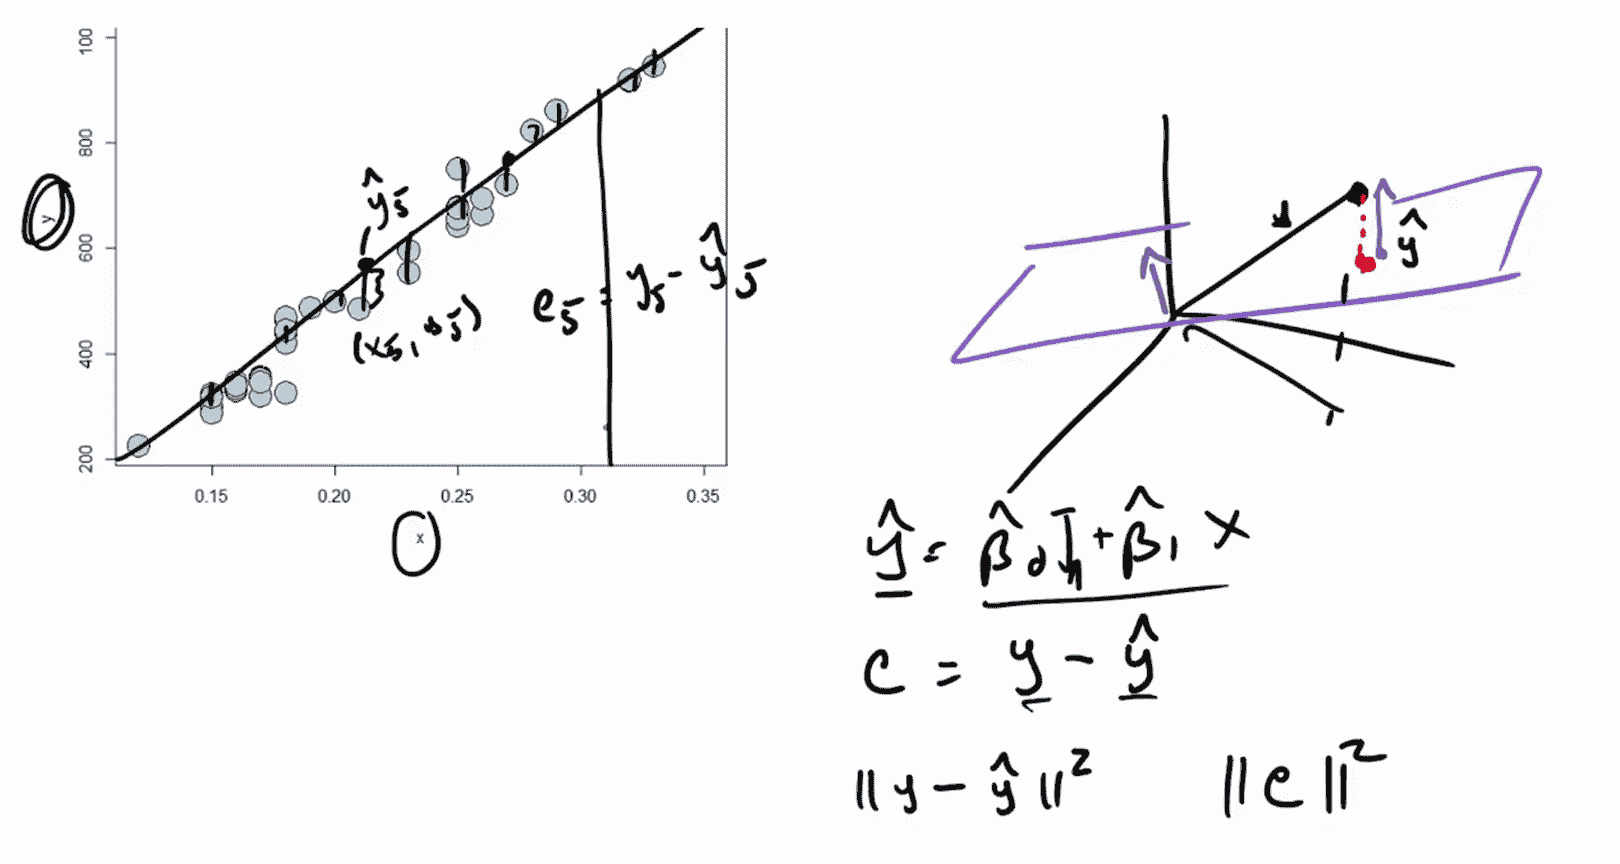 100
800
600
400
200
y
0.15
0.20
0.25
0.30
0.35
x
ŷ₅
(x₅, y₅)
e₅ = y₅ - ŷ₅
y
ŷ
ŷ = β̂₀ 1ₙ + β̂₁ x
e = y - ŷ
||y - ŷ||² ||e||²